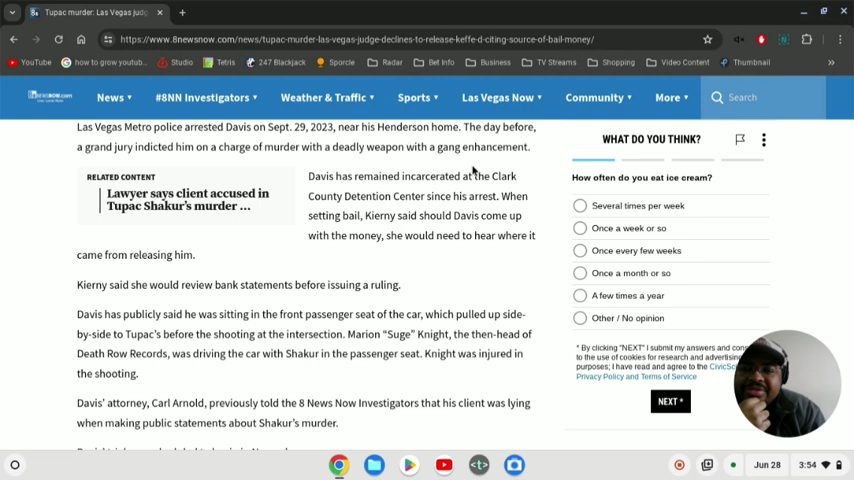 Tupac murder: Las Vegas judg
https://www.8newsnow.com/news/tupac-murder-las-vegas-judge-declines-to-release-keffe-d-citing-source-of-bail-money/
YouTube
how to grow youtub...
Studio
Tetris
247 Blackjack
Sporcle
Radar
Bet Info
Business
TV Streams
Shopping
Video Content
Thumbnail
8newsnow.com
News
#8NN Investigators
Weather & Traffic
Sports
Las Vegas Now
Community
More
Search
Las Vegas Metro police arrested Davis on Sept. 29, 2023, near his Henderson home. The day before,
a grand jury indicted him on a charge of murder with a deadly weapon with a gang enhancement.
RELATED CONTENT
Lawyer says client accused in
Tupac Shakur's murder ...
Davis has remained incarcerated at the Clark
County Detention Center since his arrest. When
setting bail, Kierny said should Davis come up
with the money, she would need to hear where it
came from releasing him.
Kierny said she would review bank statements before issuing a ruling.
Davis has publicly said he was sitting in the front passenger seat of the car, which pulled up side-
by-side to Tupac's before the shooting at the intersection. Marion “Suge” Knight, the then-head of
Death Row Records, was driving the car with Shakur in the passenger seat. Knight was injured in
the shooting.
Davis' attorney, Carl Arnold, previously told the 8 News Now Investigators that his client was lying
when making public statements about Shakur's murder.
WHAT DO YOU THINK?
How often do you eat ice cream?
Several times per week
Once a week or so
Once every few weeks
Once a month or so
A few times a year
Other / No opinion
* By clicking "NEXT" I submit my answers and cons
to the use of cookies for research and advertising
purposes; I have read and agree to the CivicSc
Privacy Policy and Terms of Service
NEXT *
Jun 28
3:54